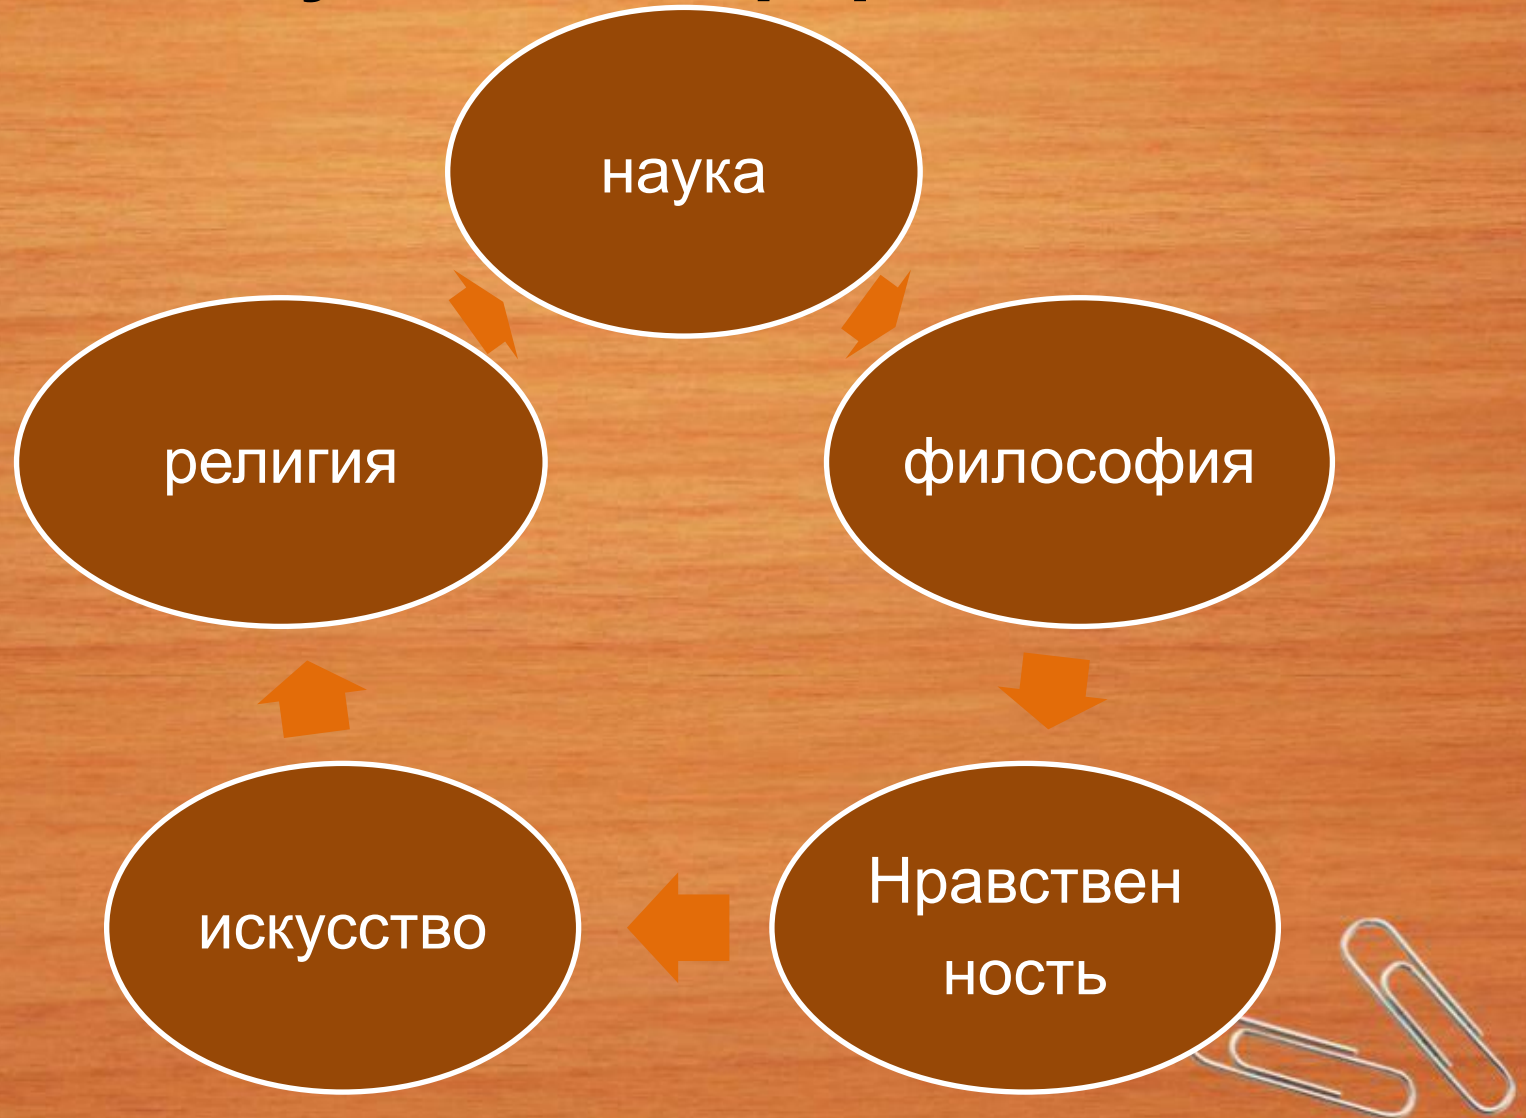 наука
религия
философия
искусство
Нравствен
ность